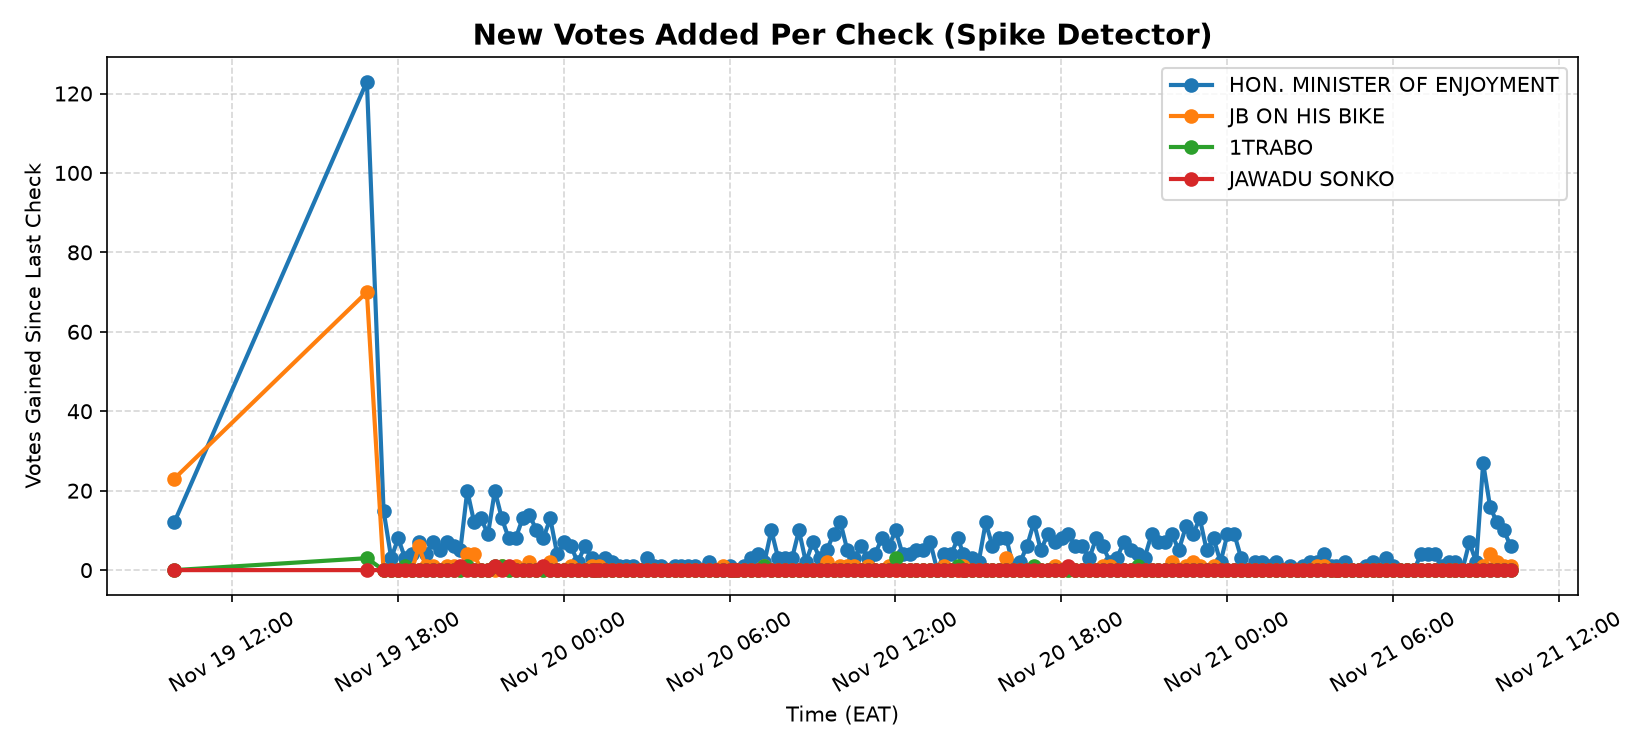 New Votes Added Per Check (Spike Detector)
HON. MINISTER OF ENJOYMENT
JB ON HIS BIKE
1TRABO
JAWADU SONKO
Votes Gained Since Last Check
120
100
80
60
40
20
0
Nov 19 12:00
Nov 19 18:00
Nov 20 00:00
Nov 20 06:00
Nov 20 12:00
Nov 20 18:00
Nov 21 00:00
Nov 21 06:00
Nov 21 12:00
Time (EAT)